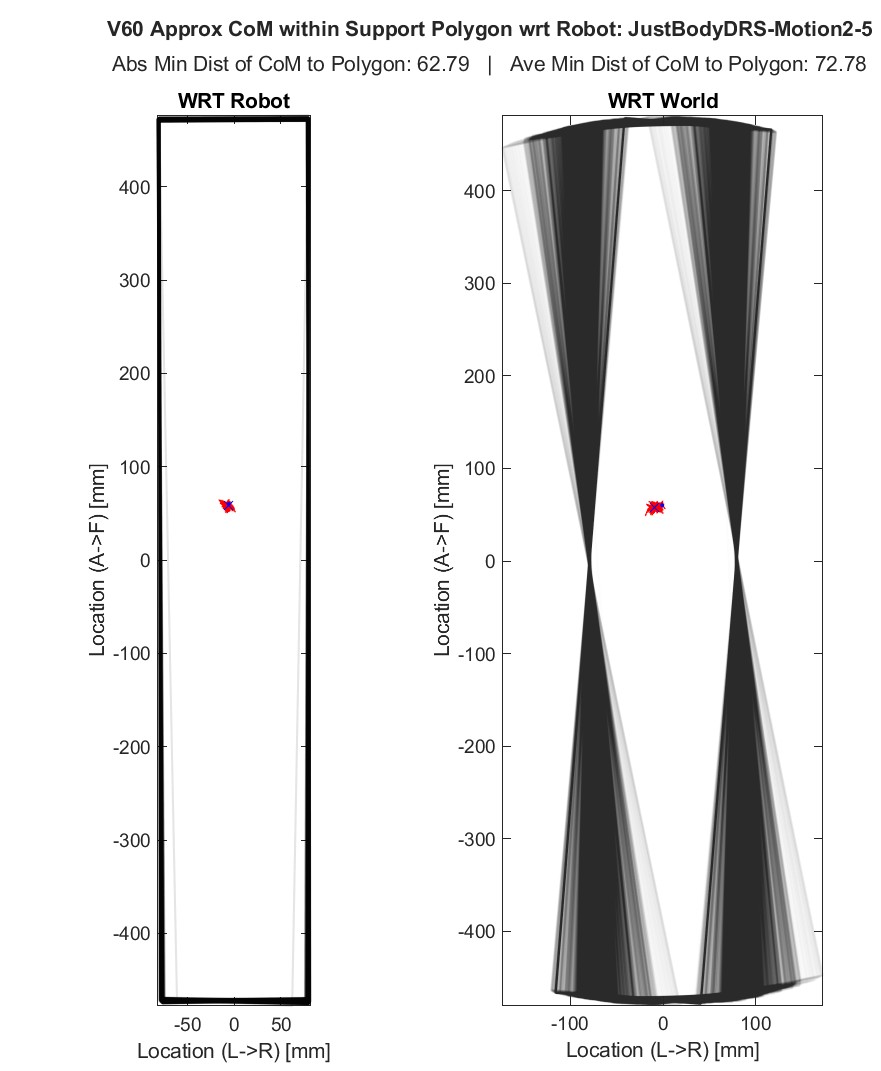 V60 Approx CoM within Support Polygon wrt Robot: JustBodyDRS-Motion2-5
Abs Min Dist of CoM to Polygon: 62.79 | Ave Min Dist of CoM to Polygon: 72.78
WRT Robot
400
300
200
100
0
-100
-200
-300
-400
-50 0 50
Location (A->F) [mm]
Location (L->R) [mm]
WRT World
400
300
200
100
0
-100
-200
-300
-400
-100 0 100
Location (A->F) [mm]
Location (L->R) [mm]